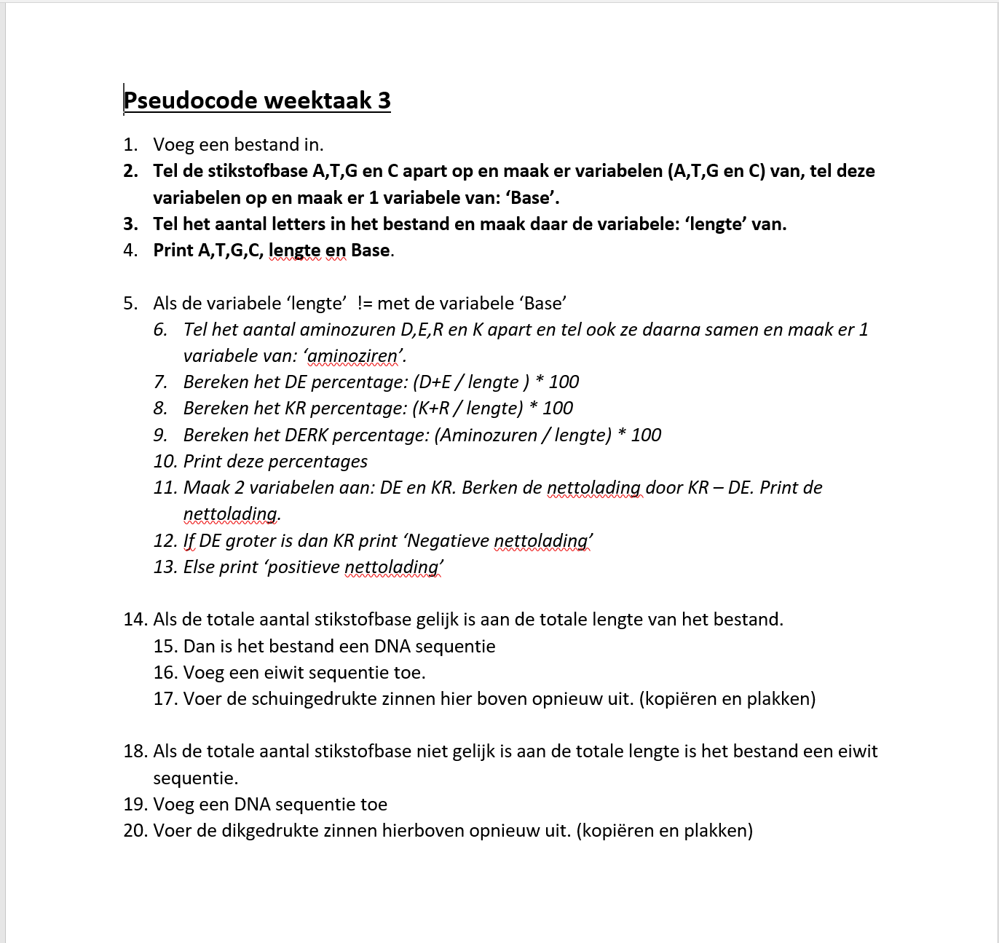 Pseudocode weektaak 3
1. Voeg een bestand in.
2. Tel de stikstofbase A,T,G en C apart op en maak er variabelen (A,T,G en C) van, tel deze
variabelen op en maak er 1 variabele van: ‘Base’.
3. Tel het aantal letters in het bestand en maak daar de variabele: ‘lengte’ van.
4. Print A,T,G,C, lengte en Base.
5. Als de variabele ‘lengte’ != met de variabele ‘Base’
6. Tel het aantal aminozuren D,E,R en K apart en tel ook ze daarna samen en maak er 1
variabele van: ‘aminoziren’.
7. Bereken het DE percentage: (D+E / lengte ) * 100
8. Bereken het KR percentage: (K+R / lengte) * 100
9. Bereken het DERK percentage: (Aminozuren / lengte) * 100
10. Print deze percentages
11. Maak 2 variabelen aan: DE en KR. Berken de nettolading door KR – DE. Print de
nettolading.
12. If DE groter is dan KR print ‘Negatieve nettolading’
13. Else print ‘positieve nettolading’
14. Als de totale aantal stikstofbase gelijk is aan de totale lengte van het bestand.
15. Dan is het bestand een DNA sequentie
16. Voeg een eiwit sequentie toe.
17. Voer de schuingedrukte zinnen hier boven opnieuw uit. (kopiëren en plakken)
18. Als de totale aantal stikstofbase niet gelijk is aan de totale lengte is het bestand een eiwit
sequentie.
19. Voeg een DNA sequentie toe
20. Voer de dikgedrukte zinnen hierboven opnieuw uit. (kopiëren en plakken)